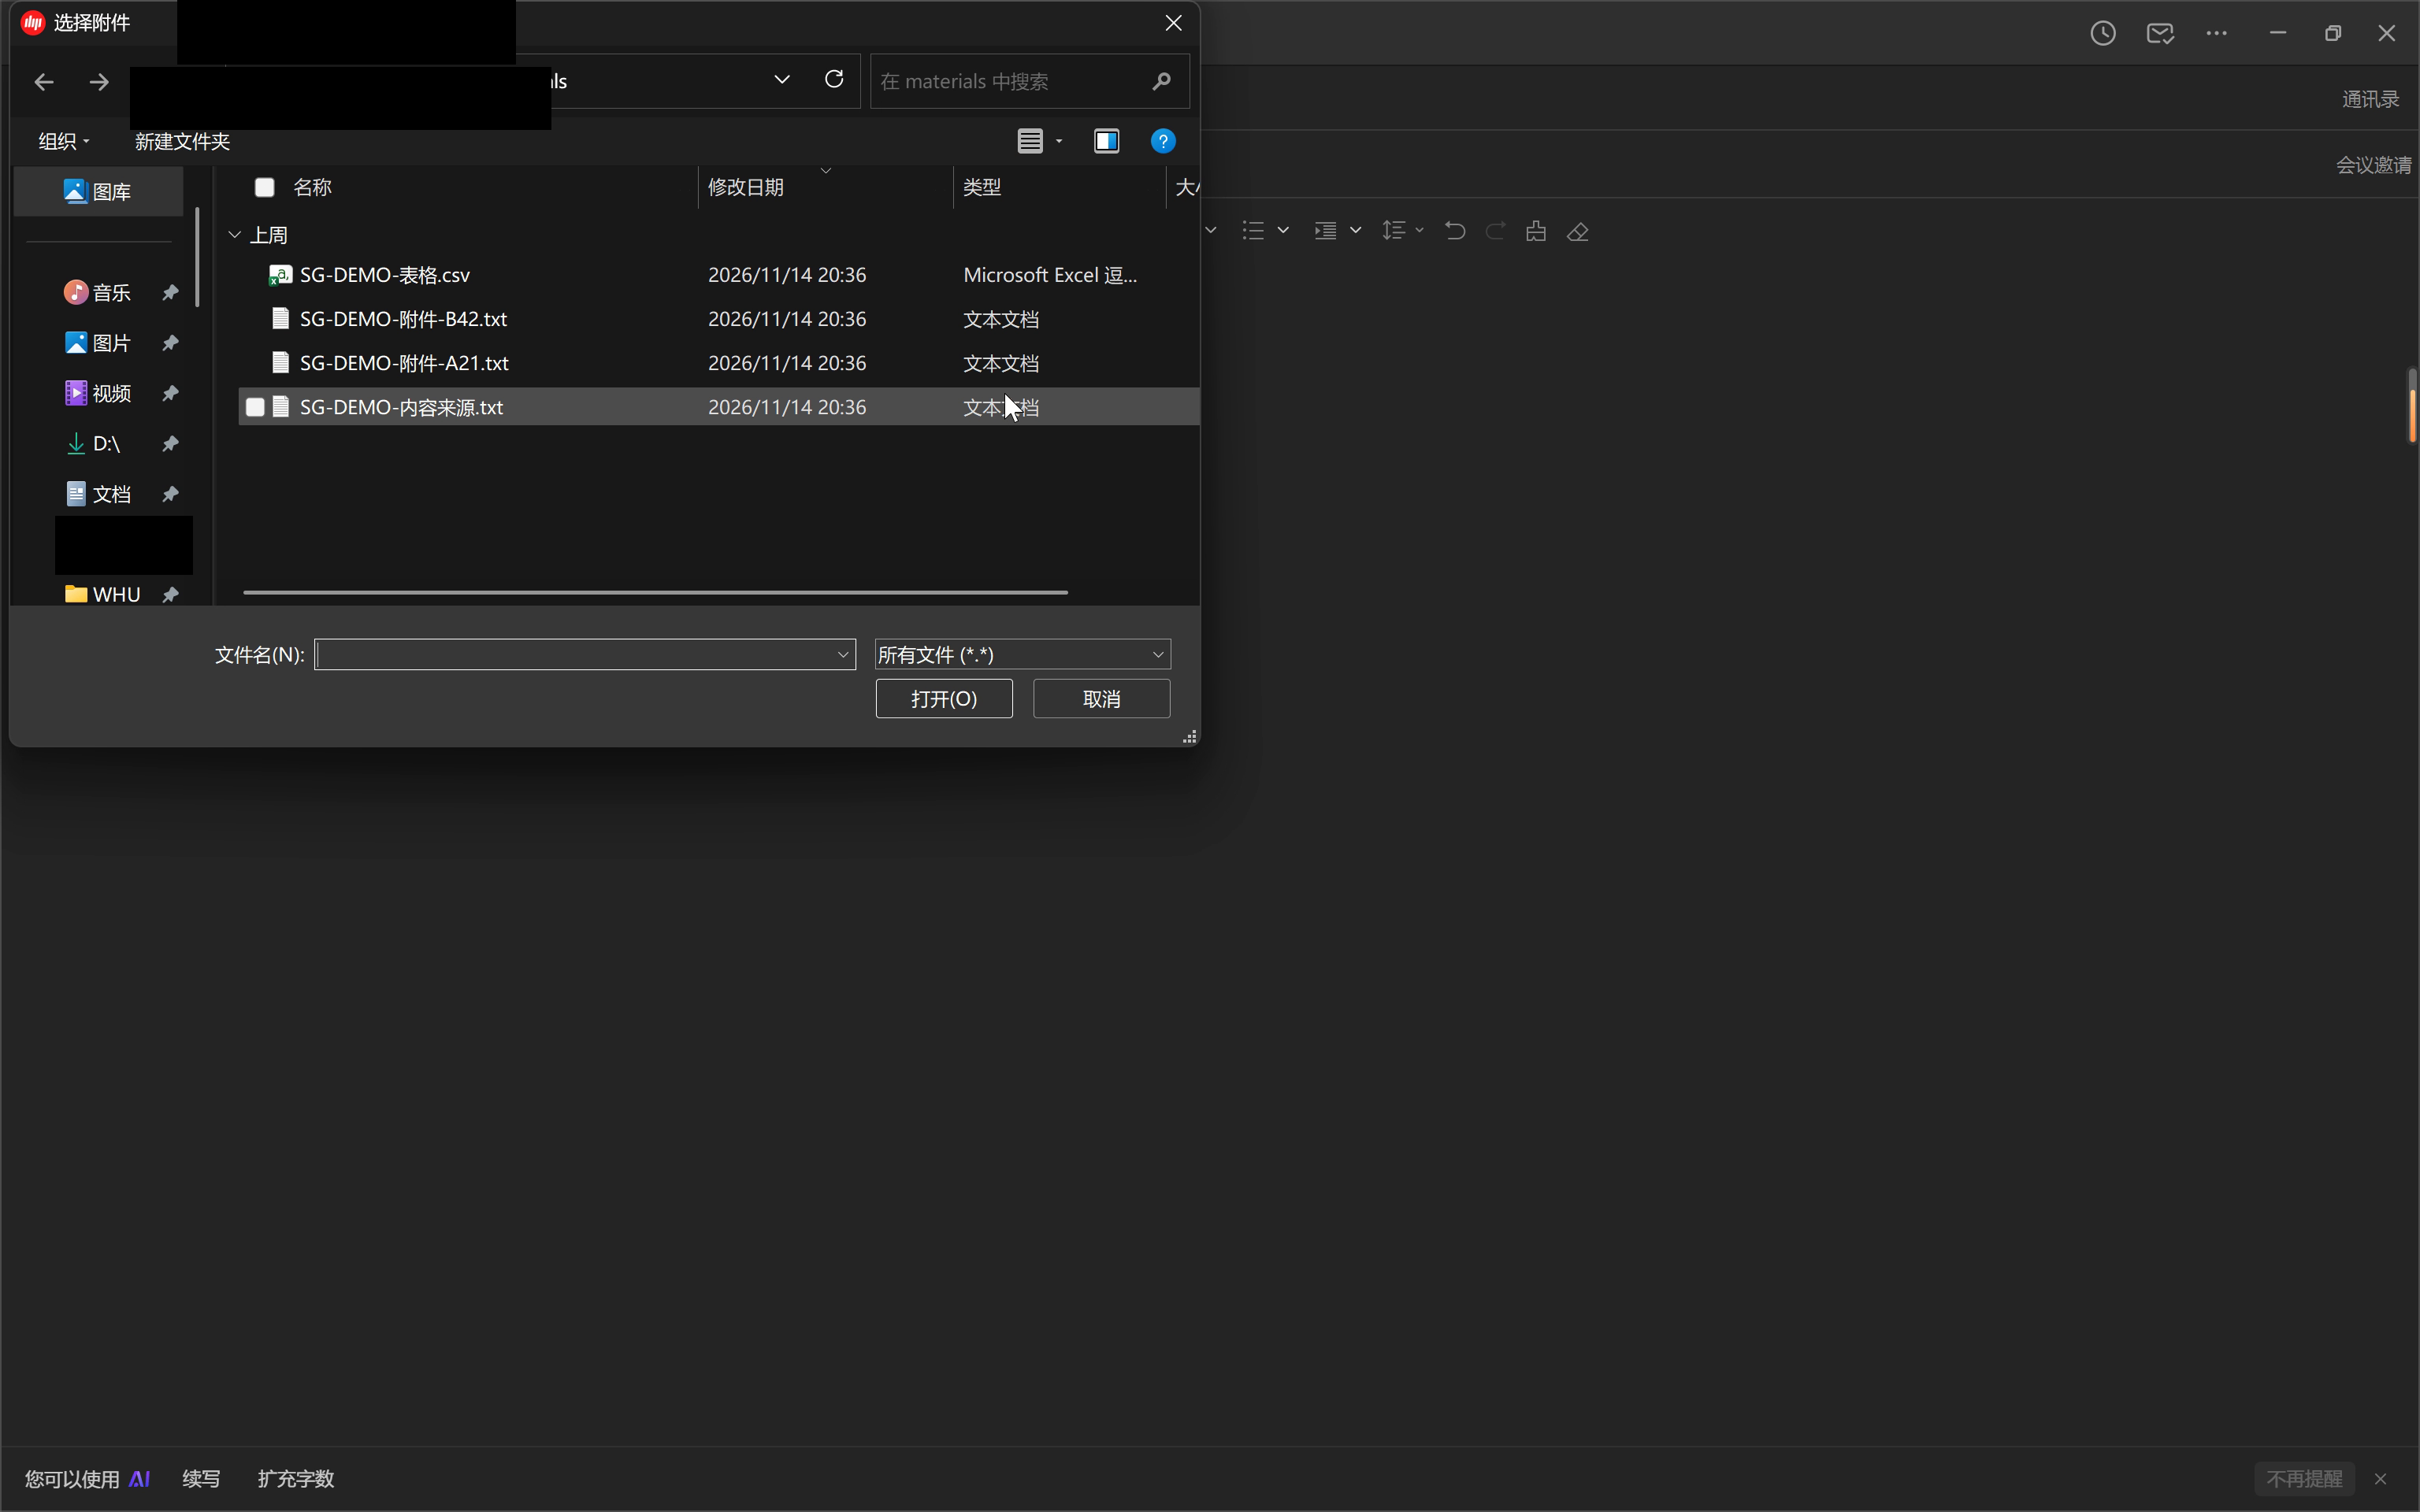 选择附件
ls
在 materials 中搜索
通讯录
组织
新建文件夹
会议邀请
图库
名称
修改日期
类型
上周
SG-DEMO-表格.csv
2026/11/14 20:36
Microsoft Excel 逗...
音乐
SG-DEMO-附件-B42.txt
2026/11/14 20:36
文本文档
图片
SG-DEMO-附件-A21.txt
2026/11/14 20:36
文本文档
视频
SG-DEMO-内容来源.txt
2026/11/14 20:36
D:\
文档
WHU
文件名(N):
所有文件 (*.*)
打开(O)
取消
您可以使用 AI
续写
扩充字数
不再提醒